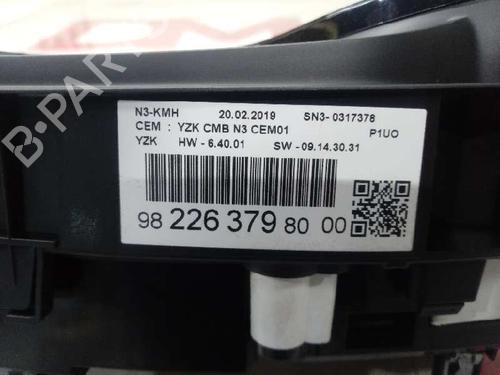 N3-KMH 20.02.2019 SN3- 0317378
CEM : YZK CMB N3 CEM01 P1UO
YZK HW - 6.40.01 SW - 09.14.30.31
98 226 379 80 00
B-Parts